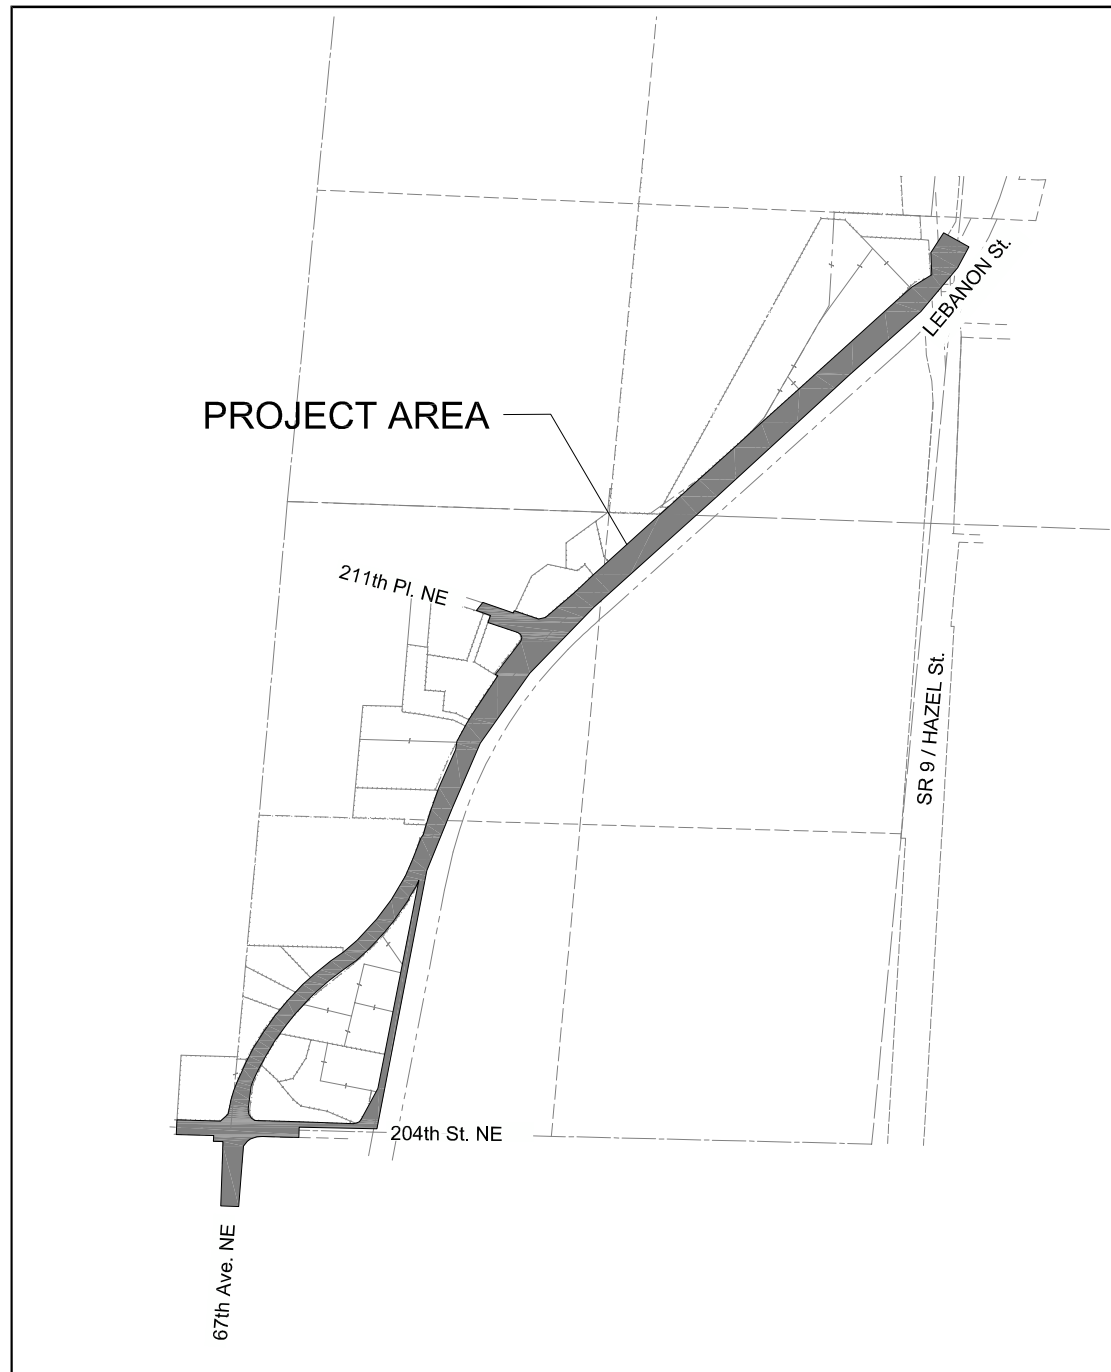 LEBANON St.
PROJECT AREA
211th Pl. NE
SR 9 / HAZEL St.
204th St. NE
67th Ave. NE